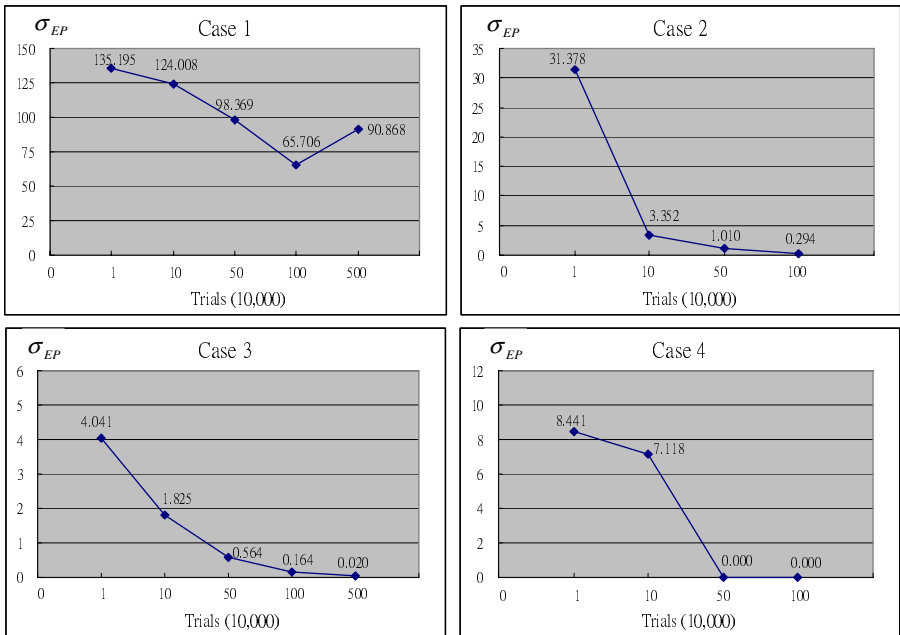 σEP
Case 1
150
125
100
75
50
25
0
135.195
124.008
98.369
65.706
90.868
0 1 10 50 100 500
Trials (10,000)
σEP
Case 2
35
30
25
20
15
10
5
0
31.378
3.352
1.010
0.294
0 1 10 50 100
Trials (10,000)
σEP
Case 3
6
5
4
3
2
1
0
4.041
1.825
0.564
0.164
0.020
0 1 10 50 100 500
Trials (10,000)
σEP
Case 4
12
10
8
6
4
2
0
8.441
7.118
0.000
0.000
0 1 10 50 100
Trials (10,000)